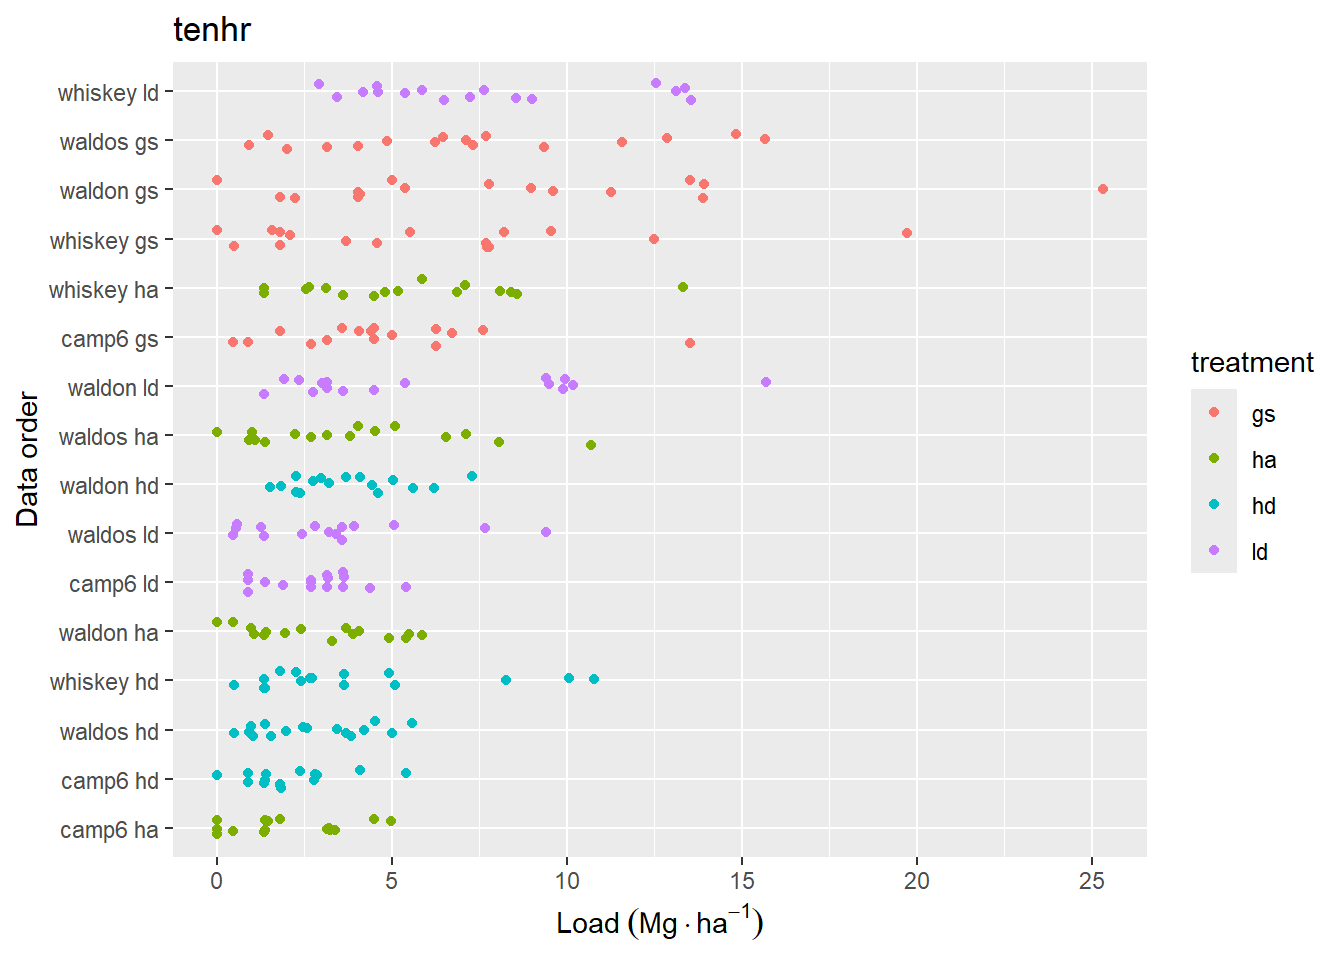 tenhr
whiskey ld
waldos gs
waldon gs
whiskey gs
whiskey ha
camp6 gs
waldon ld
waldos ha
waldon hd
waldos ld
camp6 ld
waldon ha
whiskey hd
waldos hd
camp6 hd
camp6 ha
Data order
0 5 10 15 20 25
Load (Mg · ha⁻¹)
treatment
gs
ha
hd
ld